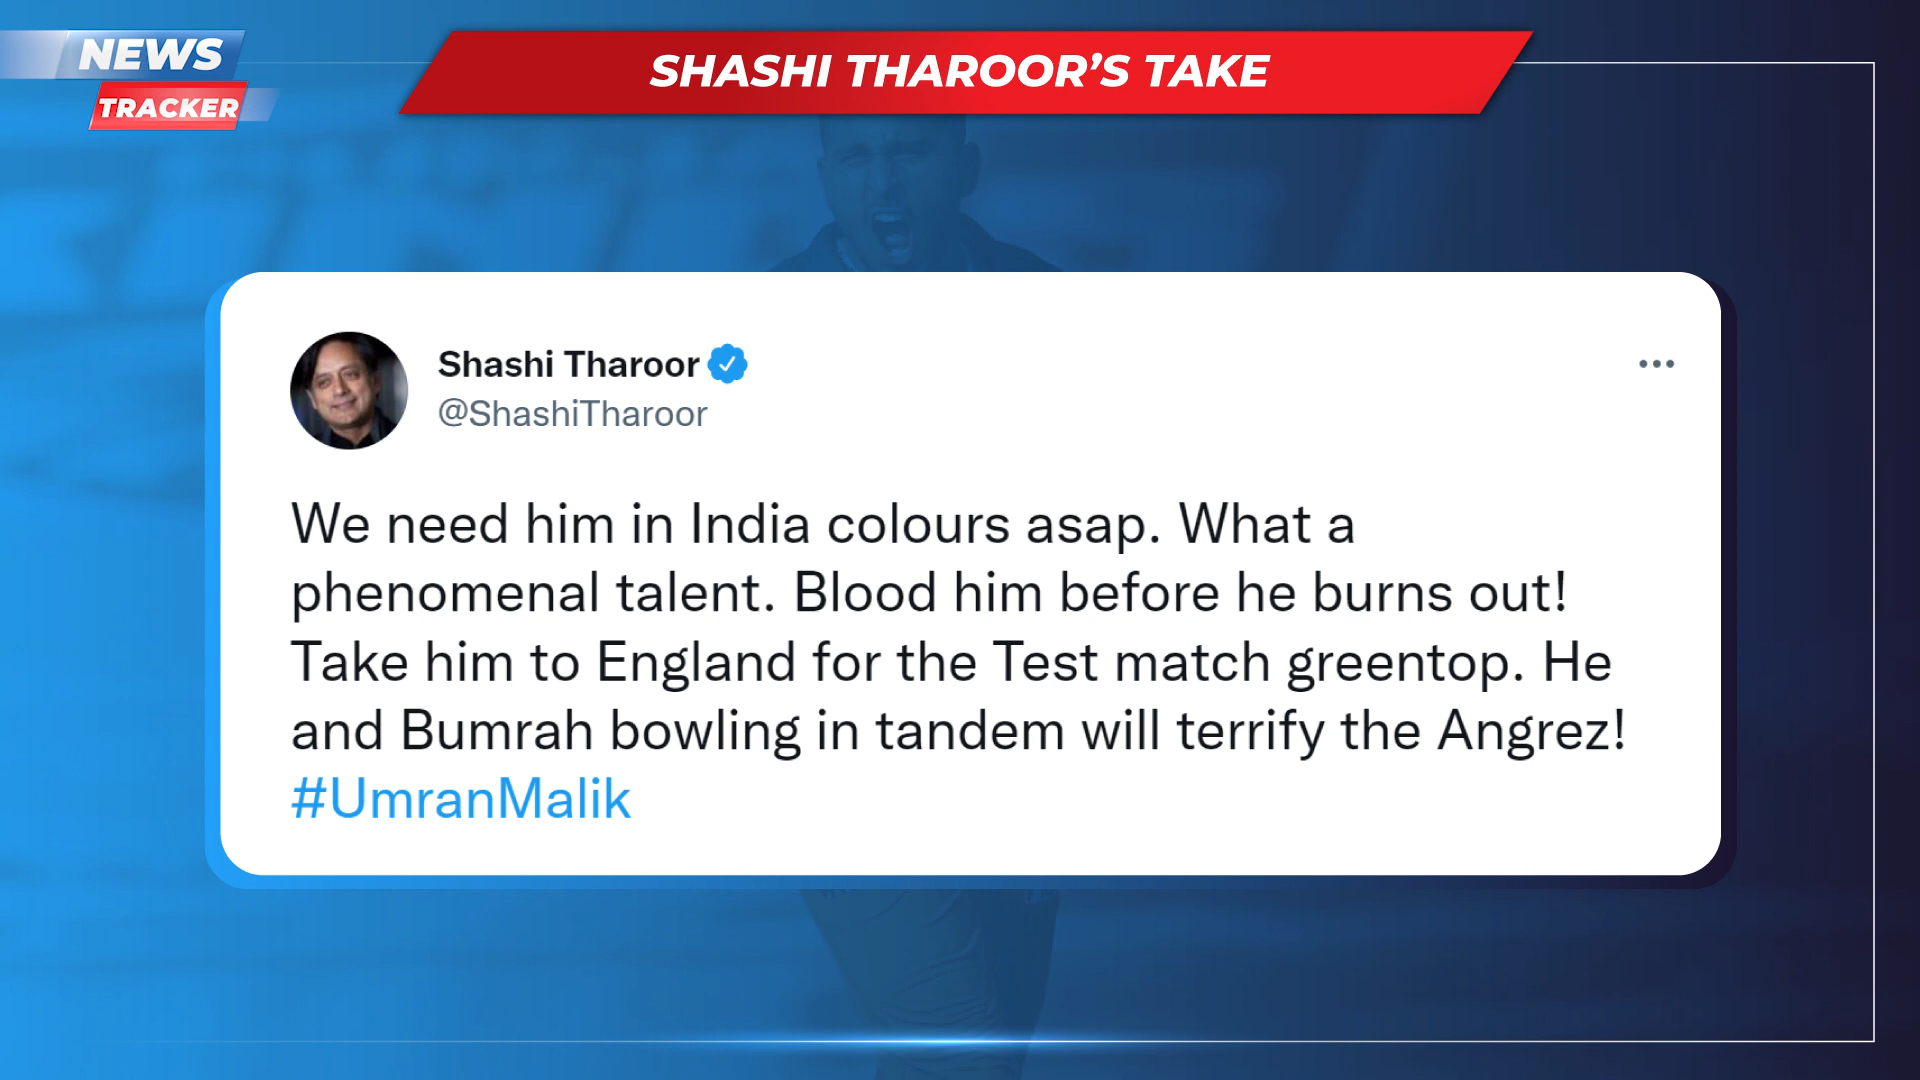 NEWS
TRACKER
SHASHI THAROOR’S TAKE
Shashi Tharoor
@ShashiTharoor
We need him in India colours asap. What a
phenomenal talent. Blood him before he burns out!
Take him to England for the Test match greentop. He
and Bumrah bowling in tandem will terrify the Angrez!
#UmranMalik